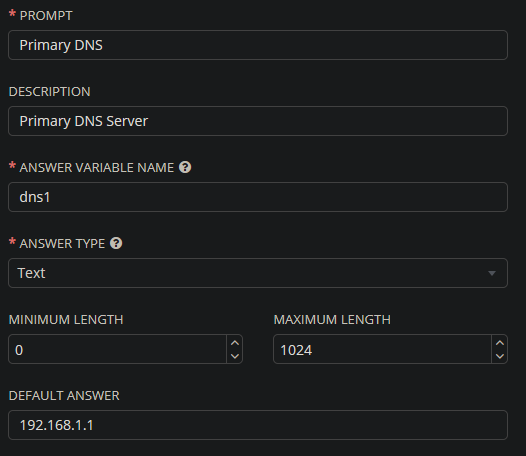 * PROMPT
Primary DNS
DESCRIPTION
Primary DNS Server
* ANSWER VARIABLE NAME ?
dns1
* ANSWER TYPE ?
Text
MINIMUM LENGTH MAXIMUM LENGTH
0 1024
DEFAULT ANSWER
192.168.1.1